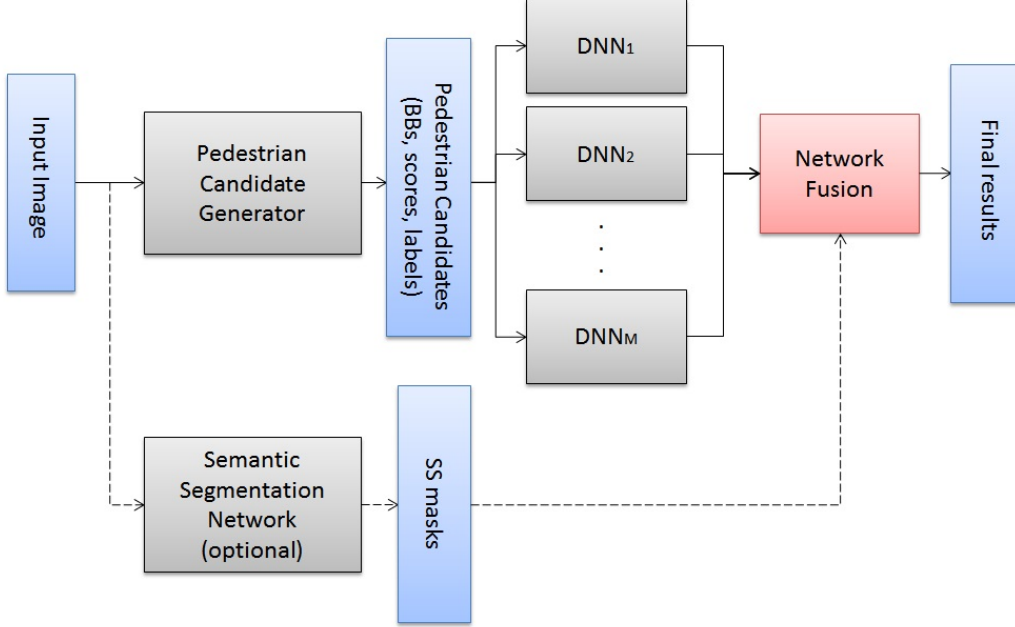 Input Image
Pedestrian
Candidate
Generator
Pedestrian Candidates
(BBs, scores, labels)
DNN1
DNN2
.
.
.
DNNM
Network
Fusion
Final results
Semantic
Segmentation
Network
(optional)
SS masks